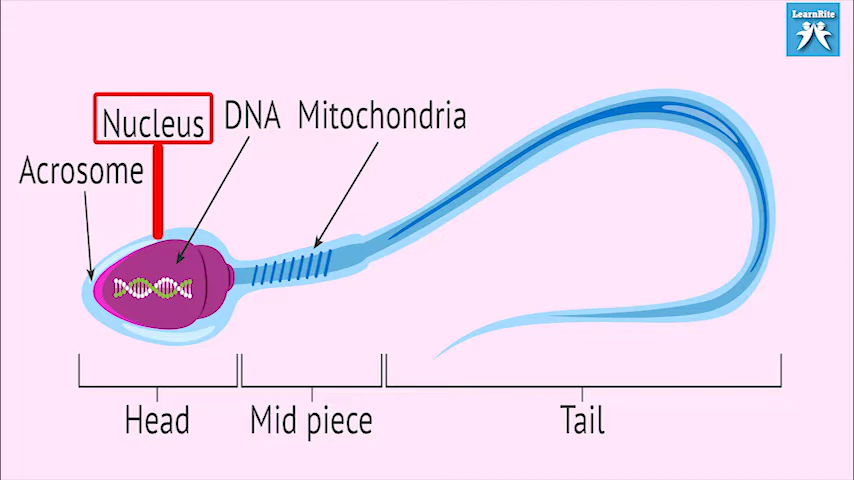 LearnRite
Nucleus
DNA
Mitochondria
Acrosome
Head
Mid piece
Tail